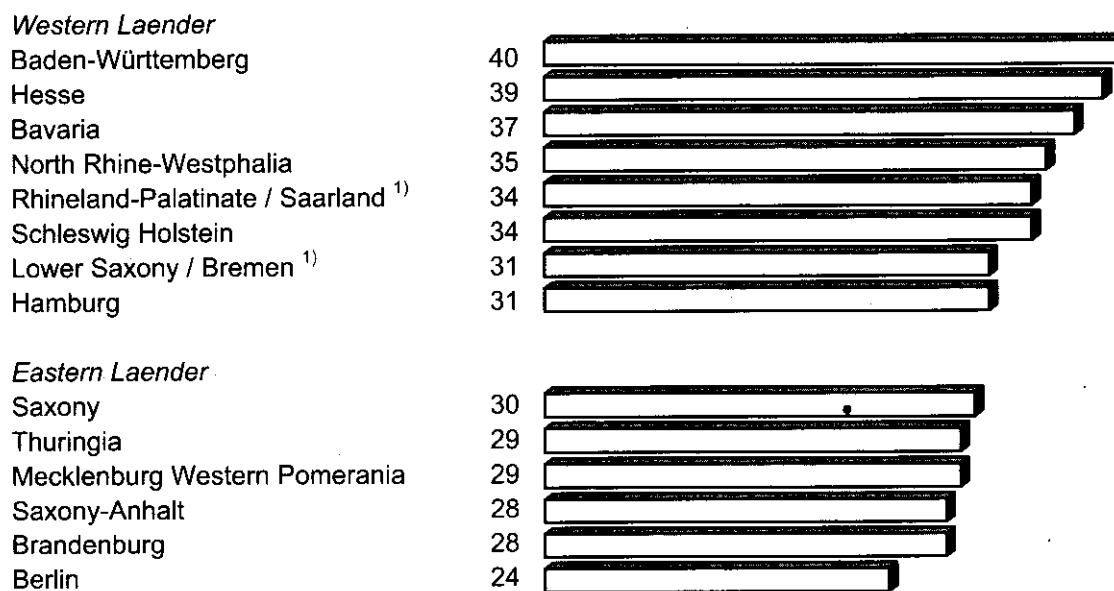 Western Laender
Baden-Württemberg 40
Hesse 39
Bavaria 37
North Rhine-Westphalia 35
Rhineland-Palatinate / Saarland 1) 34
Schleswig Holstein 34
Lower Saxony / Bremen 1) 31
Hamburg 31
Eastern Laender
Saxony 30
Thuringia 29
Mecklenburg Western Pomerania 29
Saxony-Anhalt 28
Brandenburg 28
Berlin 24